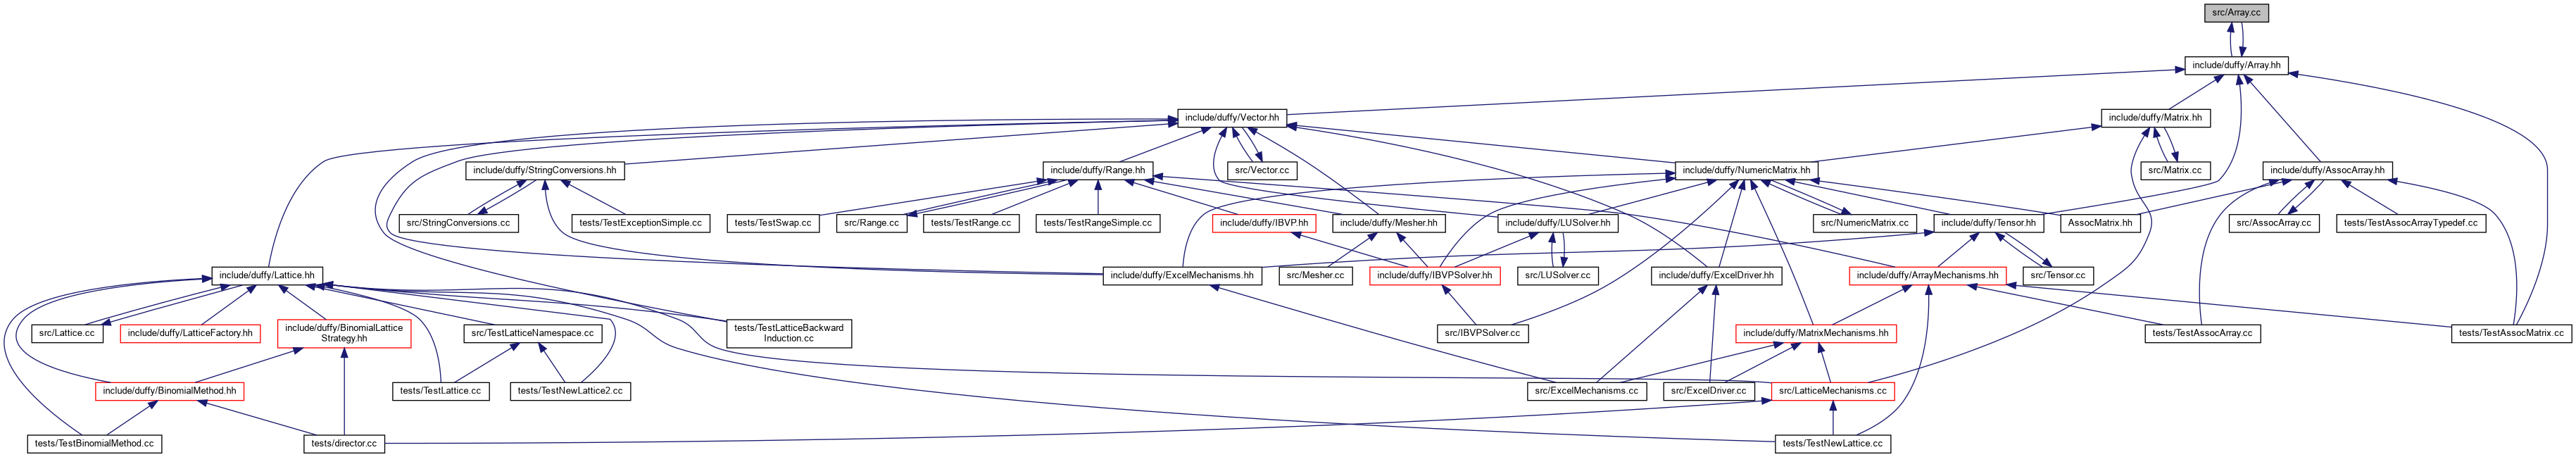 src/Array.cc
include/duffy/Array.hh
include/duffy/Vector.hh
include/duffy/Matrix.hh
include/duffy/StringConversions.hh
include/duffy/Range.hh
src/Vector.cc
include/duffy/NumericMatrix.hh
src/Matrix.cc
include/duffy/AssocArray.hh
src/StringConversions.cc
tests/TestExceptionSimple.cc
tests/TestSwap.cc
src/Range.cc
tests/TestRange.cc
tests/TestRangeSimple.cc
include/duffy/IBVP.hh
include/duffy/Mesher.hh
include/duffy/LUSolver.hh
src/NumericMatrix.cc
include/duffy/Tensor.hh
AssocMatrix.hh
src/AssocArray.cc
tests/TestAssocArrayTypedef.cc
include/duffy/Lattice.hh
include/duffy/ExcelMechanisms.hh
src/Mesher.cc
include/duffy/IBVPSolver.hh
src/LUSolver.cc
include/duffy/ExcelDriver.hh
include/duffy/ArrayMechanisms.hh
src/Tensor.cc
src/Lattice.cc
include/duffy/LatticeFactory.hh
include/duffy/BinomialLattice
Strategy.hh
src/TestLatticeNamespace.cc
tests/TestLatticeBackward
Induction.cc
src/IBVPSolver.cc
include/duffy/MatrixMechanisms.hh
tests/TestAssocArray.cc
tests/TestAssocMatrix.cc
include/duffy/BinomialMethod.hh
tests/TestLattice.cc
tests/TestNewLattice2.cc
src/ExcelMechanisms.cc
src/ExcelDriver.cc
src/LatticeMechanisms.cc
tests/TestBinomialMethod.cc
tests/director.cc
tests/TestNewLattice.cc